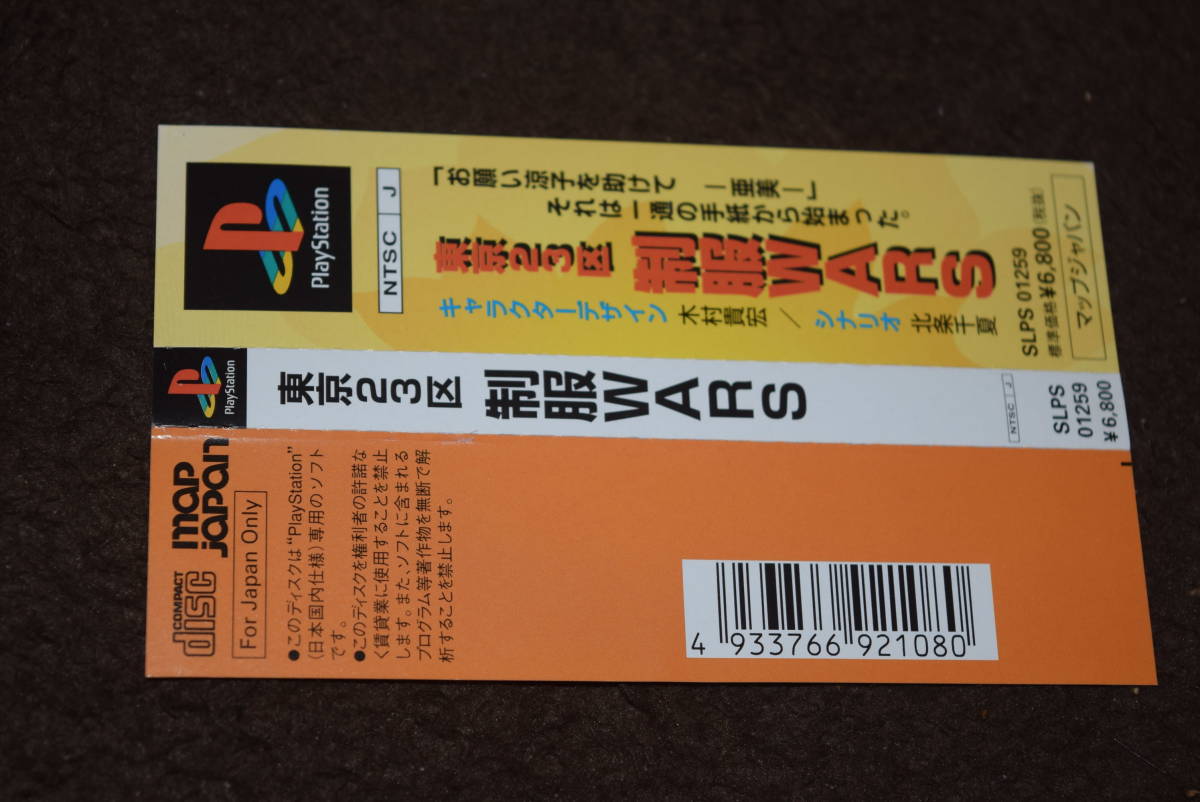 PlayStation
NTSC J
「お願い涼子を助けて ー亜美ー」
それは一通の手紙から始まった。
東京23区 制服WARS
キャラクターデザイン 木村貴宏 / シナリオ 北条千夏
SLPS 01259
標準価格¥6,800(税抜)
マップジャパン
PlayStation
東京23区 制服WARS
NTSC J
SLPS
01259
¥6,800
COMPACT
disc
map
japan
For Japan Only
●このディスクは“PlayStation”
〈日本国内仕様〉専用のソフト
です。
●このディスクを権利者の許諾な
く賃貸業に使用することを禁止
します。また、ソフトに含まれる
プログラム等著作物を無断で解
析することを禁止します。
4 933766 921080